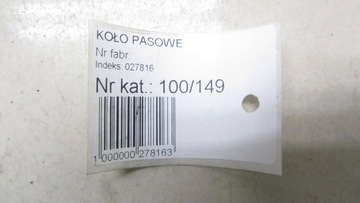 KOŁO PASOWE
Nr fabr.
Indeks: 027816
Nr kat.: 100/149
1 000000 278163